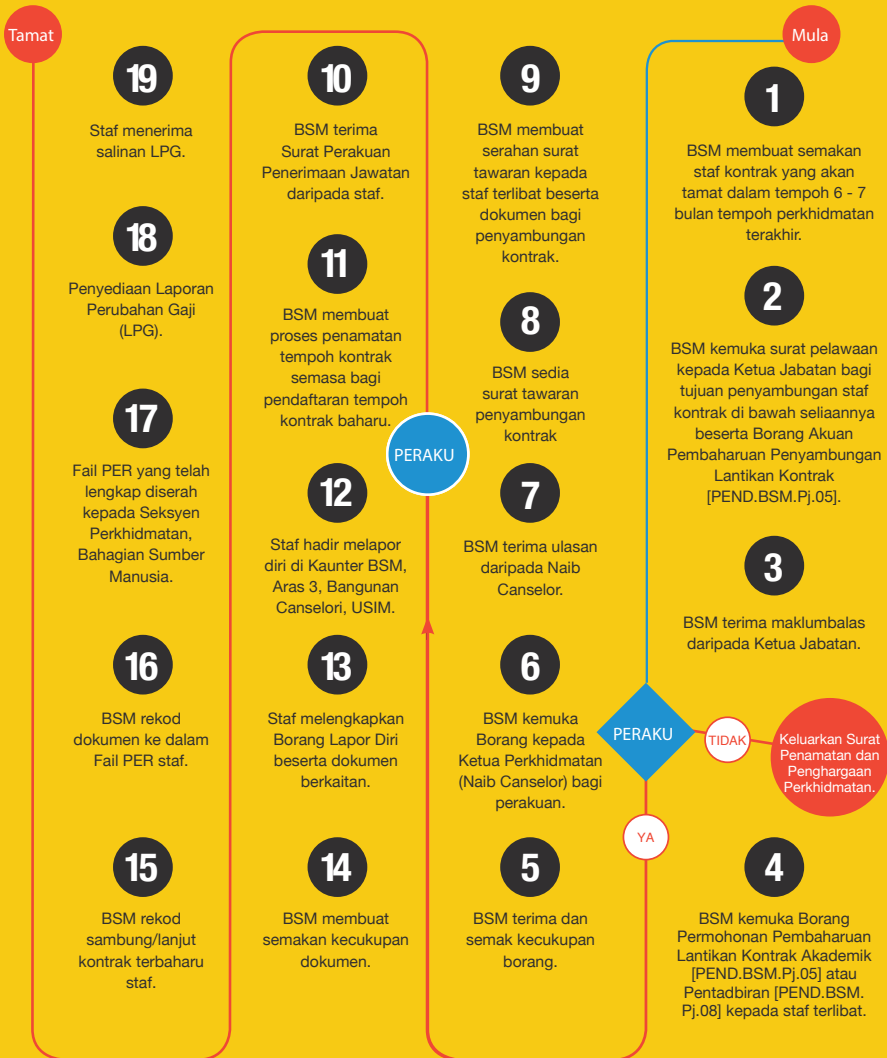 Mula
1
BSM membuat semakan
staf kontrak yang akan
tamat dalam tempoh 6 - 7
bulan tempoh perkhidmatan
terakhir.
2
BSM kemuka surat pelawaan
kepada Ketua Jabatan bagi
tujuan penyambungan staf
kontrak di bawah seliaannya
beserta Borang Akuan
Pembaharuan Penyambungan
Lantikan Kontrak
[PEND.BSM.Pj.05].
3
BSM terima maklumbalas
daripada Ketua Jabatan.
PERAKU
TIDAK
Keluarkan Surat
Penamatan dan
Penghargaan
Perkhidmatan.
YA
4
BSM kemuka Borang
Permohonan Pembaharuan
Lantikan Kontrak Akademik
[PEND.BSM.Pj.05] atau
Pentadbiran [PEND.BSM.
Pj.08] kepada staf terlibat.
5
BSM terima dan
semak kecukupan
borang.
6
BSM kemuka
Borang kepada
Ketua Perkhidmatan
(Naib Canselor) bagi
perakuan.
7
BSM terima ulasan
daripada Naib
Canselor.
PERAKU
8
BSM sedia
surat tawaran
penyambungan
kontrak
9
BSM membuat
serahan surat
tawaran kepada
staf terlibat beserta
dokumen bagi
penyambungan
kontrak.
10
BSM terima
Surat Perakuan
Penerimaan Jawatan
daripada staf.
11
BSM membuat
proses penamatan
tempoh kontrak
semasa bagi
pendaftaran tempoh
kontrak baharu.
12
Staf hadir melapor
diri di Kaunter BSM,
Aras 3, Bangunan
Canselori, USIM.
13
Staf melengkapkan
Borang Lapor Diri
beserta dokumen
berkaitan.
14
BSM membuat
semakan kecukupan
dokumen.
15
BSM rekod
sambung/lanjut
kontrak terbaharu
staf.
16
BSM rekod
dokumen ke dalam
Fail PER staf.
17
Fail PER yang telah
lengkap diserah
kepada Seksyen
Perkhidmatan,
Bahagian Sumber
Manusia.
18
Penyediaan Laporan
Perubahan Gaji
(LPG).
19
Staf menerima
salinan LPG.
Tamat